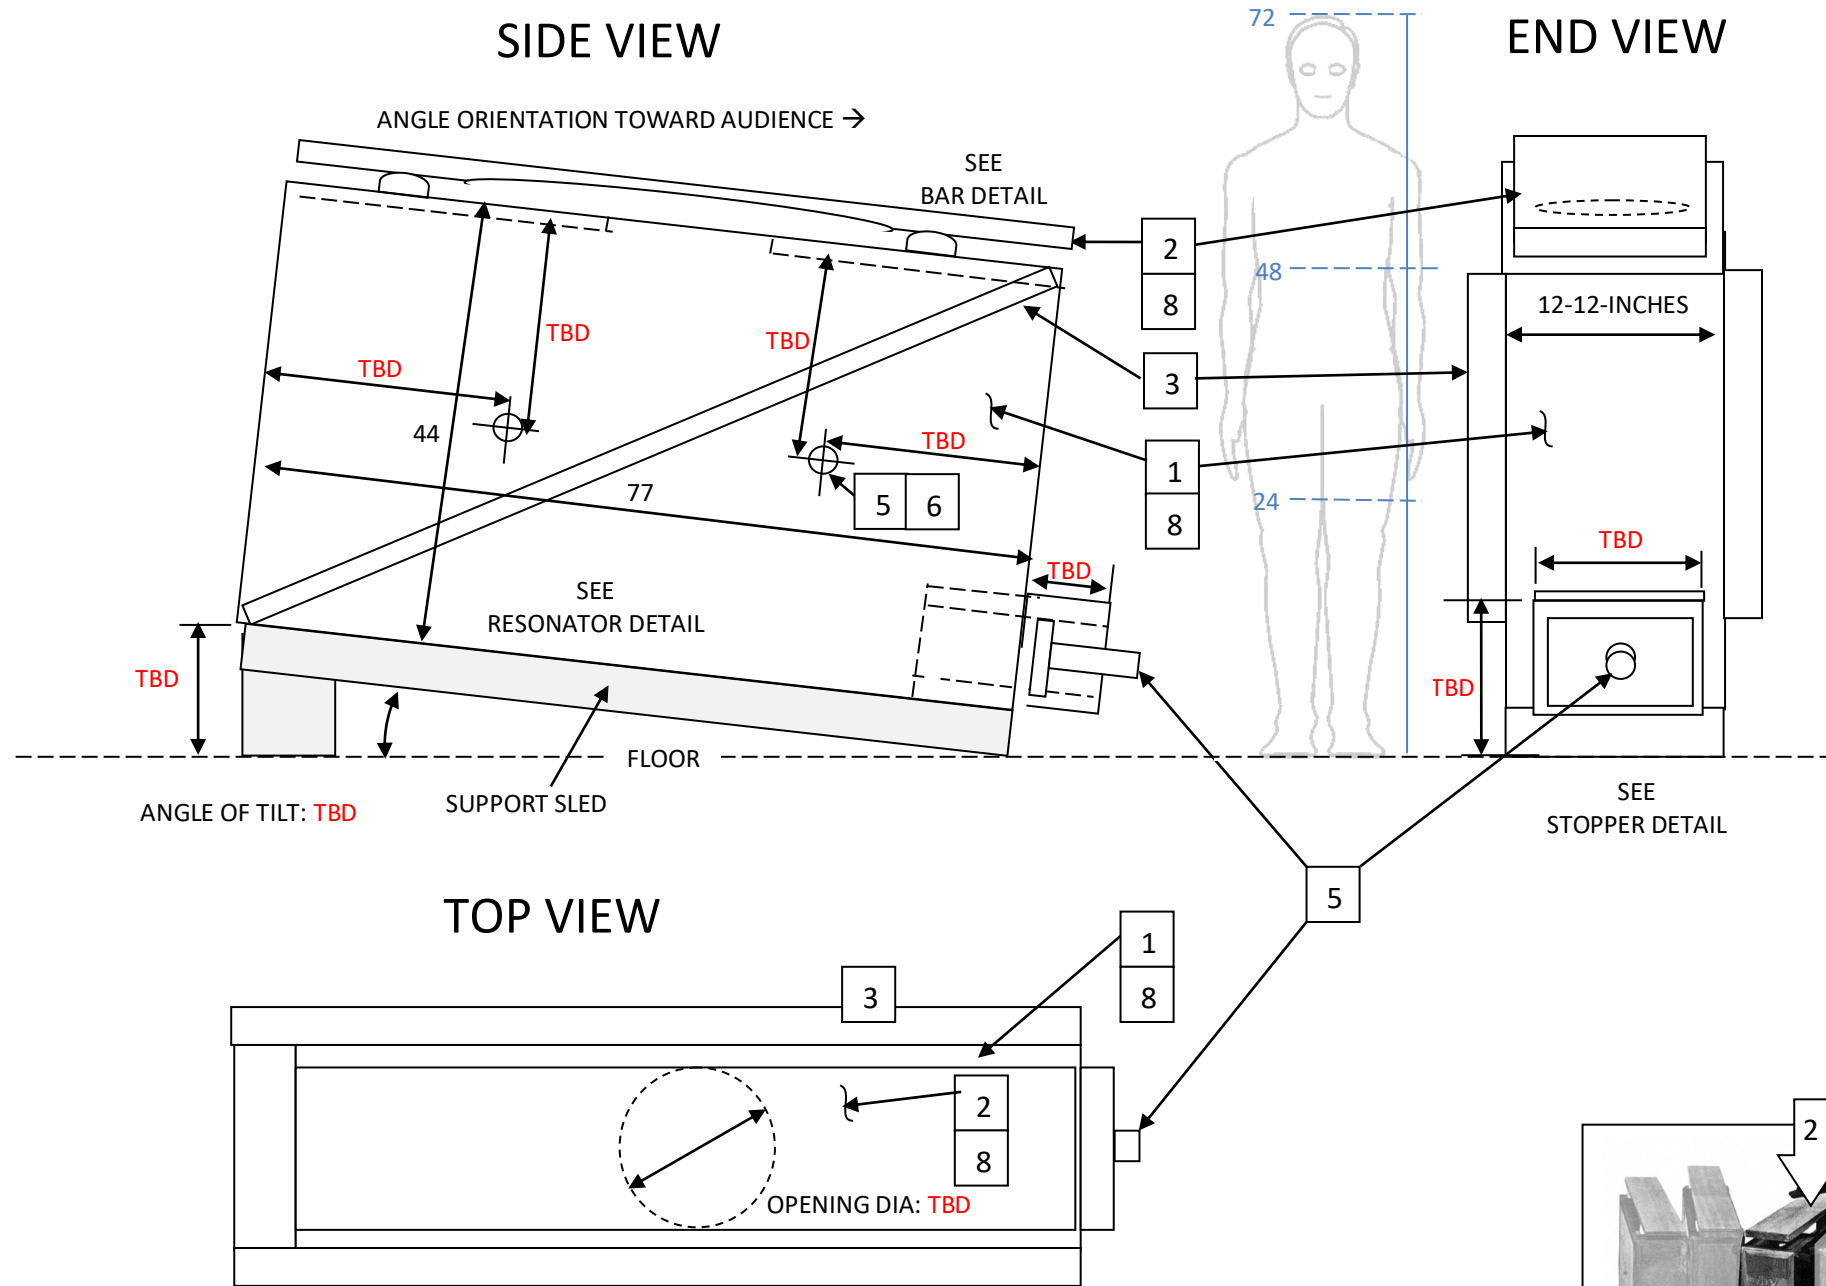 SIDE VIEW
72
END VIEW
ANGLE ORIENTATION TOWARD AUDIENCE →
SEE
BAR DETAIL
2
8
48
12-12-INCHES
TBD
TBD
TBD
3
44
TBD
1
8
77
5 6
24
TBD
TBD
SEE
RESONATOR DETAIL
TBD
TBD
FLOOR
ANGLE OF TILT: TBD
SUPPORT SLED
SEE
STOPPER DETAIL
5
TOP VIEW
1
8
3
2
8
OPENING DIA: TBD
2